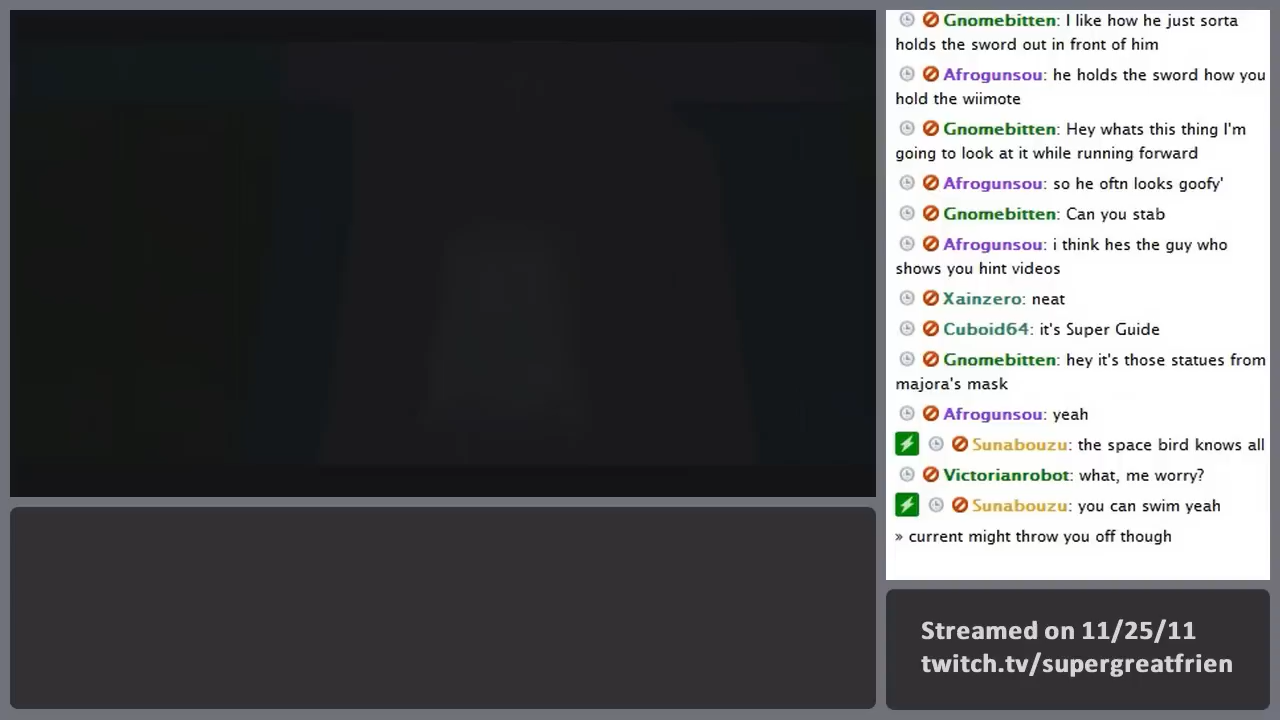 Gnomebitten: I like how he just sorta
holds the sword out in front of him
Afrogunsou: he holds the sword how you
hold the wiimote
Gnomebitten: Hey whats this thing I'm
going to look at it while running forward
Afrogunsou: so he oftn looks goofy'
Gnomebitten: Can you stab
Afrogunsou: i think hes the guy who
shows you hint videos
Xainzero: neat
Cuboid64: it's Super Guide
Gnomebitten: hey it's those statues from
majora's mask
Afrogunsou: yeah
Sunabouzu: the space bird knows all
Victorianrobot: what, me worry?
Sunabouzu: you can swim yeah
» current might throw you off though
Streamed on 11/25/11
twitch.tv/supergreatfrien